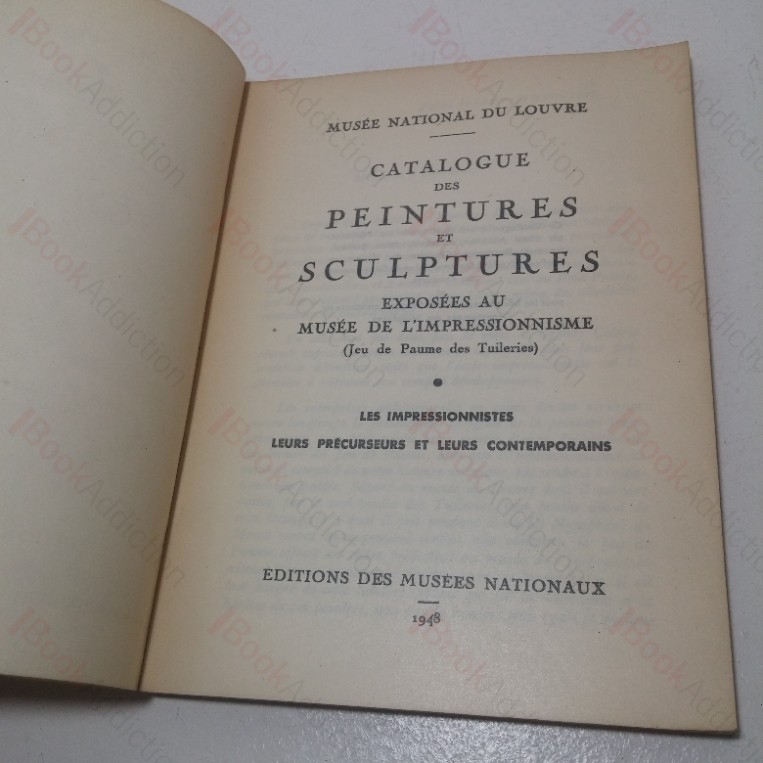 MUSÉE NATIONAL DU LOUVRE
CATALOGUE
DES
PEINTURES
ET
SCULPTURES
EXPOSÉES AU
MUSÉE DE L'IMPRESSIONNISME
(Jeu de Paume des Tuileries)
LES IMPRESSIONNISTES
LEURS PRÉCURSEURS ET LEURS CONTEMPORAINS
EDITIONS DES MUSÉES NATIONAUX
1948
BookAddiction